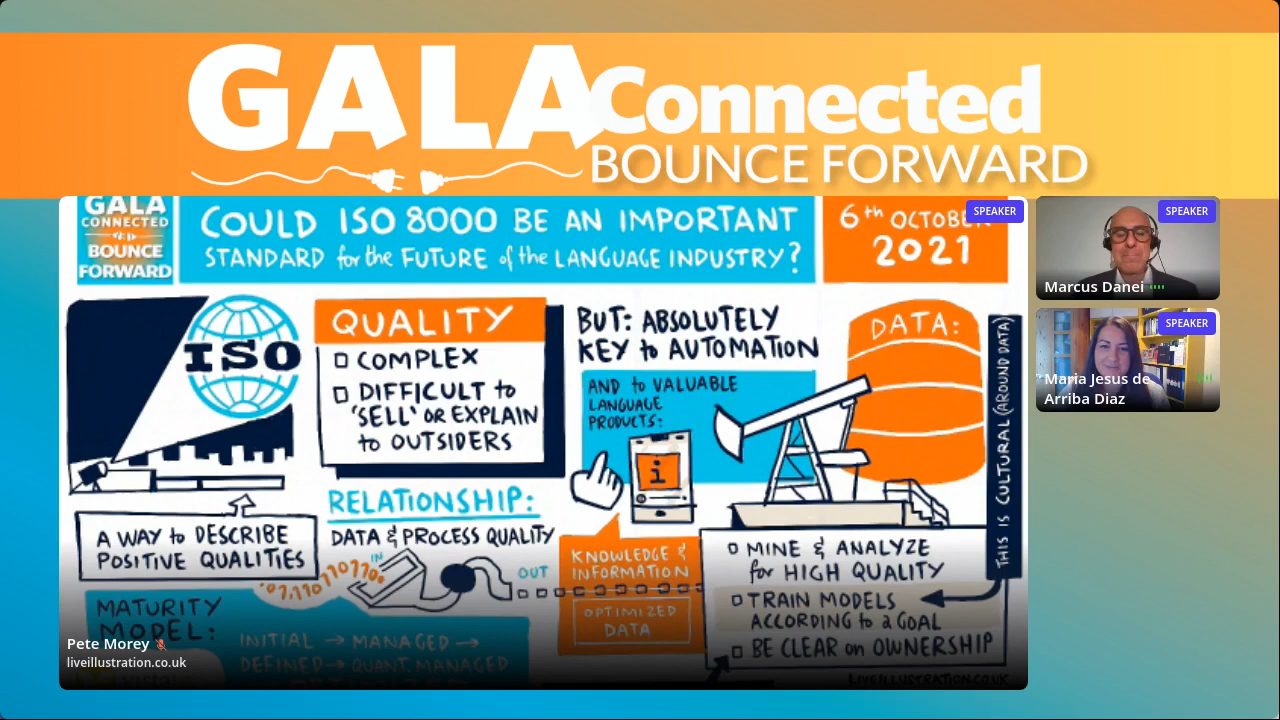 GALA Connected
BOUNCE FORWARD
GALA
CONNECTED
BOUNCE
FORWARD
COULD ISO 8000 BE AN IMPORTANT
STANDARD for the FUTURE of the LANGUAGE INDUSTRY?
6th OCTOBER
2021
SPEAKER
ISO
A WAY to DESCRIBE
POSITIVE QUALITIES
QUALITY
COMPLEX
DIFFICULT to
'SELL' OR EXPLAIN
to OUTSIDERS
RELATIONSHIP:
DATA & PROCESS QUALITY
IN
OUT
BUT: ABSOLUTELY
KEY to AUTOMATION
AND to VALUABLE
LANGUAGE
PRODUCTS:
i
KNOWLEDGE &
INFORMATION
OPTIMIZED
DATA
DATA:
THIS IS CULTURAL (AROUND DATA)
MINE & ANALYZE
for HIGH QUALITY
TRAIN MODELS
ACCORDING to a GOAL
BE CLEAR on OWNERSHIP
MATURITY
MODEL:
INITIAL → MANAGED →
DEFINED → QUANT. MANAGED
LIVEILLUSTRATION.CO.UK
Pete Morey
liveillustration.co.uk
SPEAKER
Marcus Danei
SPEAKER
Maria Jesus de
Arriba Diaz